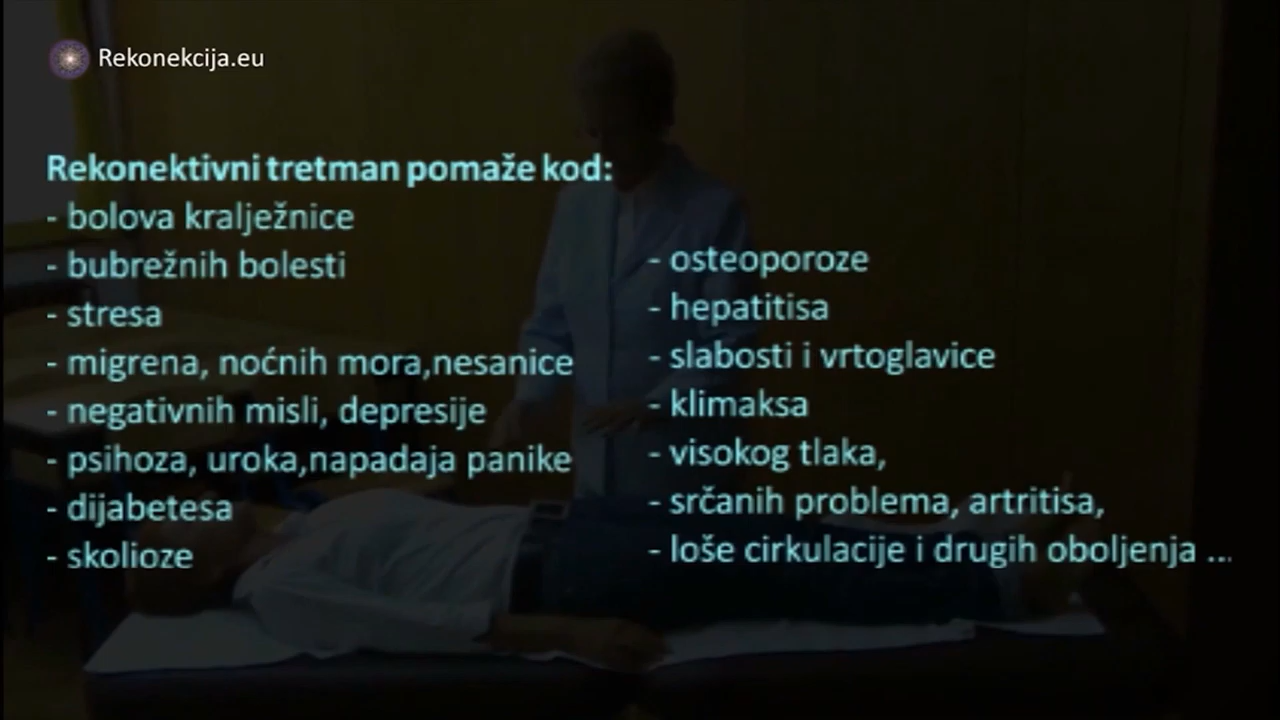 Rekonekcija.eu
Rekonektivni tretman pomaže kod:
- bolova kralježnice
- bubrežnih bolesti
- stresa
- migrena, noćnih mora,nesanice
- negativnih misli, depresije
- psihoza, uroka,napadaja panike
- dijabetesa
- skolioze
- osteoporoze
- hepatitisa
- slabosti i vrtoglavice
- klimaksa
- visokog tlaka,
- srčanih problema, artritisa,
- loše cirkulacije i drugih oboljenja ...